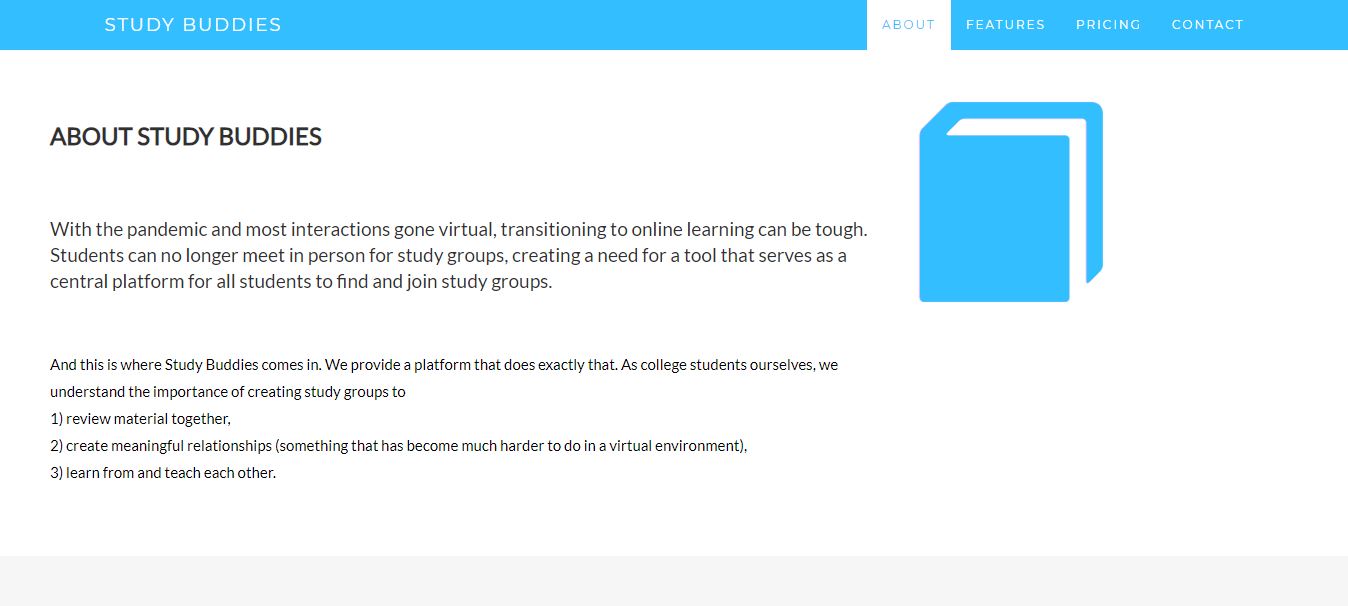 STUDY BUDDIES
ABOUT
FEATURES
PRICING
CONTACT
ABOUT STUDY BUDDIES
With the pandemic and most interactions gone virtual, transitioning to online learning can be tough.
Students can no longer meet in person for study groups, creating a need for a tool that serves as a
central platform for all students to find and join study groups.
And this is where Study Buddies comes in. We provide a platform that does exactly that. As college students ourselves, we
understand the importance of creating study groups to
1) review material together,
2) create meaningful relationships (something that has become much harder to do in a virtual environment),
3) learn from and teach each other.